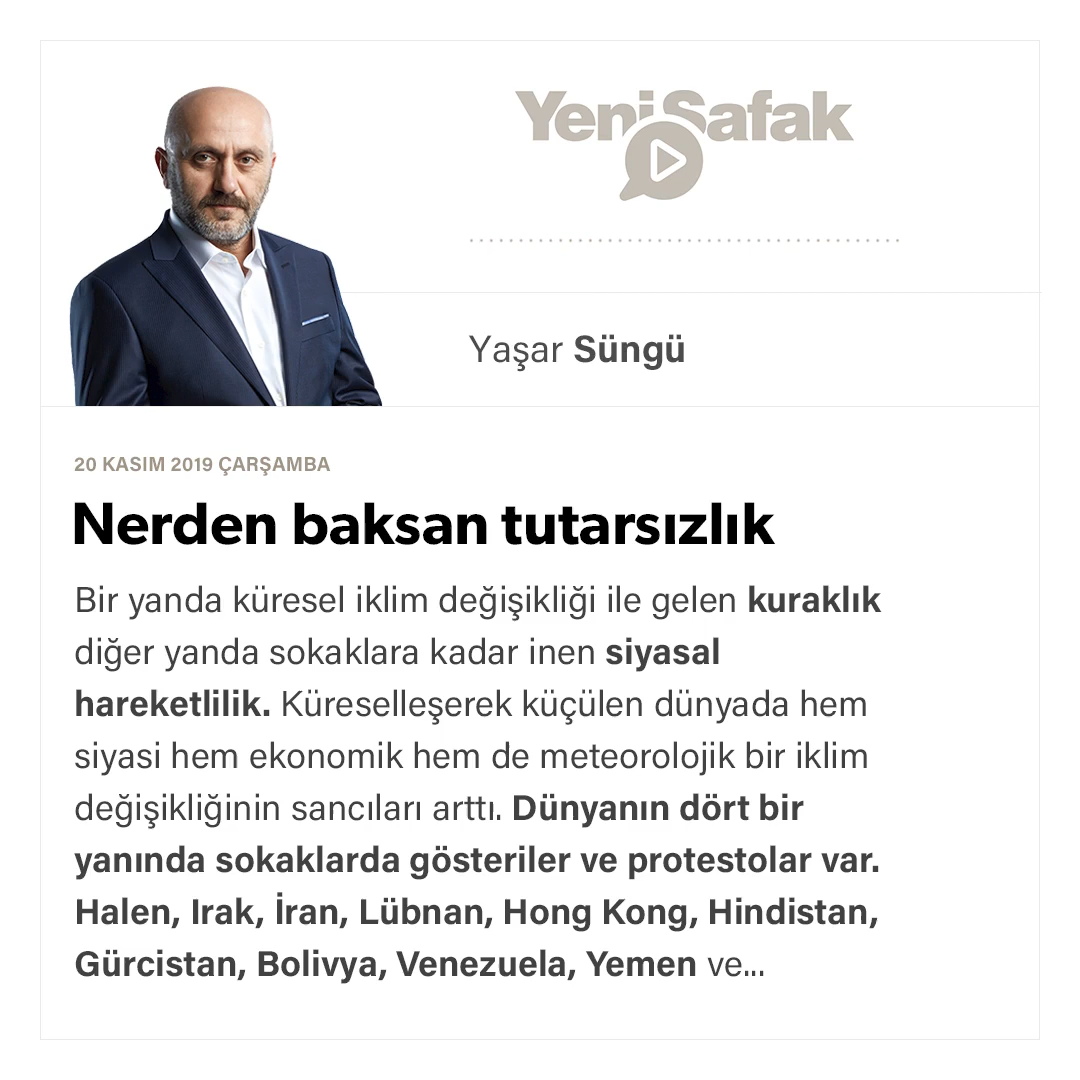 Yeni Safak
Yaşar Süngü
20 KASIM 2019 ÇARŞAMBA
Nerden baksan tutarsızlık
Bir yanda küresel iklim değişikliği ile gelen kuraklık
diğer yanda sokaklara kadar inen siyasal
hareketlilik. Küreselleşerek küçülen dünyada hem
siyasi hem ekonomik hem de meteorolojik bir iklim
değişikliğinin sancıları arttı. Dünyanın dört bir
yanında sokaklarda gösteriler ve protestolar var.
Halen, Irak, İran, Lübnan, Hong Kong, Hindistan,
Gürcistan, Bolivya, Venezuela, Yemen ve...